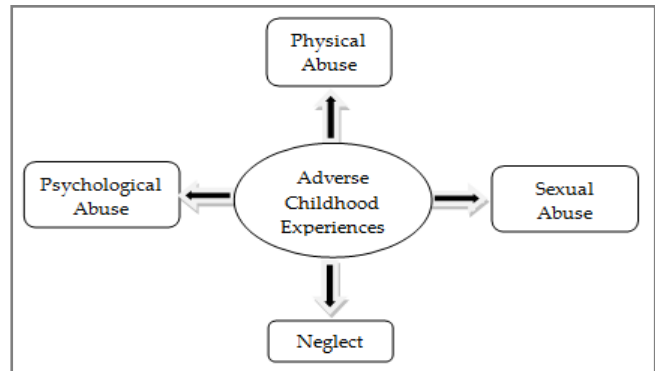 Physical
Abuse
Psychological
Abuse
Adverse
Childhood
Experiences
Sexual
Abuse
Neglect